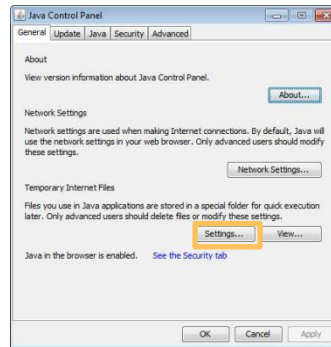 Java Control Panel
General Update Java Security Advanced
About
View version information about Java Control Panel.
About...
Network Settings
Network settings are used when making Internet connections. By default, Java will
use the network settings in your web browser. Only advanced users should modify
these settings.
Network Settings...
Temporary Internet Files
Files you use in Java applications are stored in a special folder for quick execution
later. Only advanced users should delete files or modify these settings.
Settings... View...
Java in the browser is enabled. See the Security tab
OK Cancel Apply